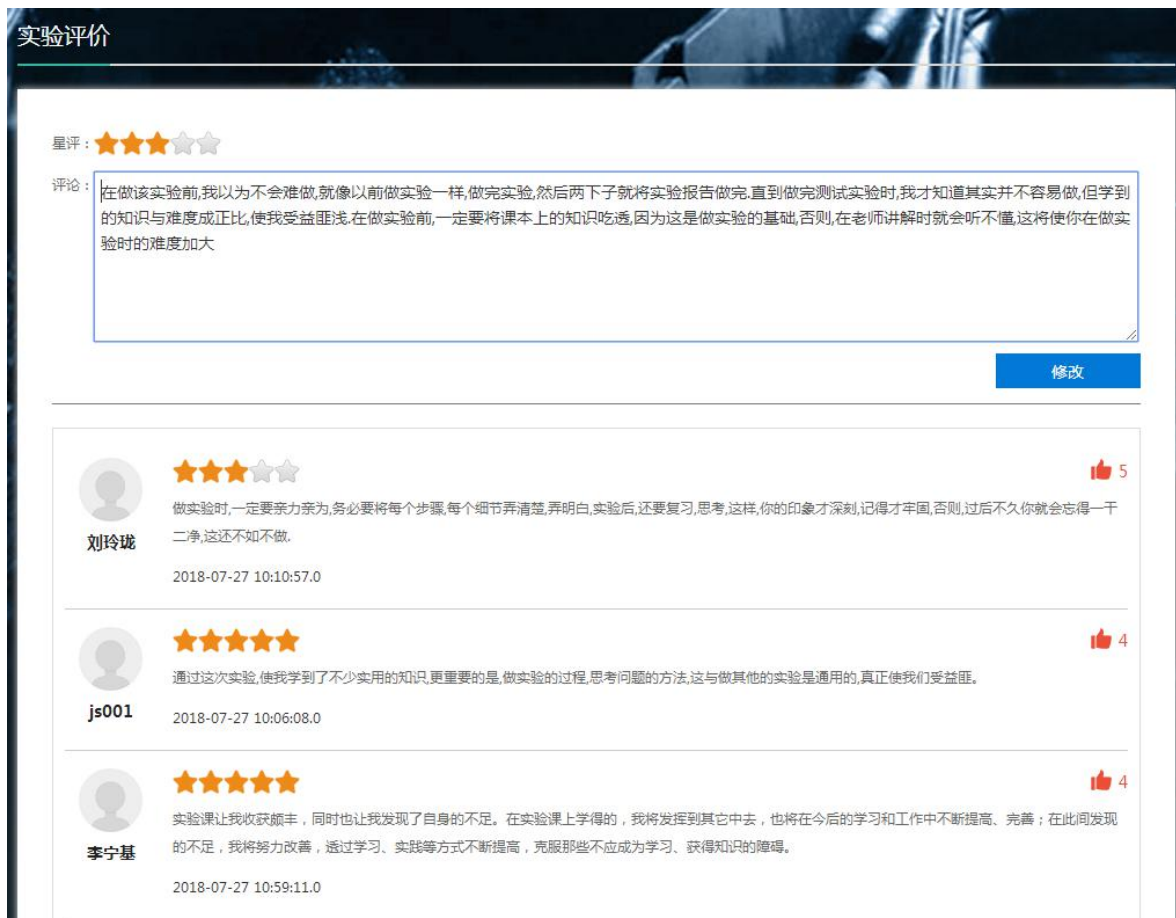 实验评价
星评：
评论：
在做该实验前,我以为不会难做,就像以前做实验一样,做完实验,然后两下子就将实验报告做完.直到做完测试实验时,我才知道其实并不容易做,但学到
的知识与难度成正比,使我受益匪浅.在做实验前,一定要将课本上的知识吃透,因为这是做实验的基础,否则,在老师讲解时就会听不懂,这将使你在做实
验时的难度加大
修改
5
做实验时,一定要亲力亲为,务必要将每个步骤,每个细节弄清楚,弄明白,实验后,还要复习,思考,这样,你的印象才深刻,记得才牢固,否则,过后不久你就会忘得一干
二净,这还不如不做.
刘玲珑
2018-07-27 10:10:57.0
4
通过这次实验,使我学到了不少实用的知识,更重要的是,做实验的过程,思考问题的方法,这与做其他的实验是通用的,真正使我们受益匪。
js001
2018-07-27 10:06:08.0
4
实验课让我收获颇丰，同时也让我发现了自身的不足。在实验课上学得的，我将发挥到其它中去，也将在今后的学习和工作中不断提高、完善；在此间发现
的不足，我将努力改善，透过学习、实践等方式不断提高，克服那些不应成为学习、获得知识的障碍。
李宁基
2018-07-27 10:59:11.0